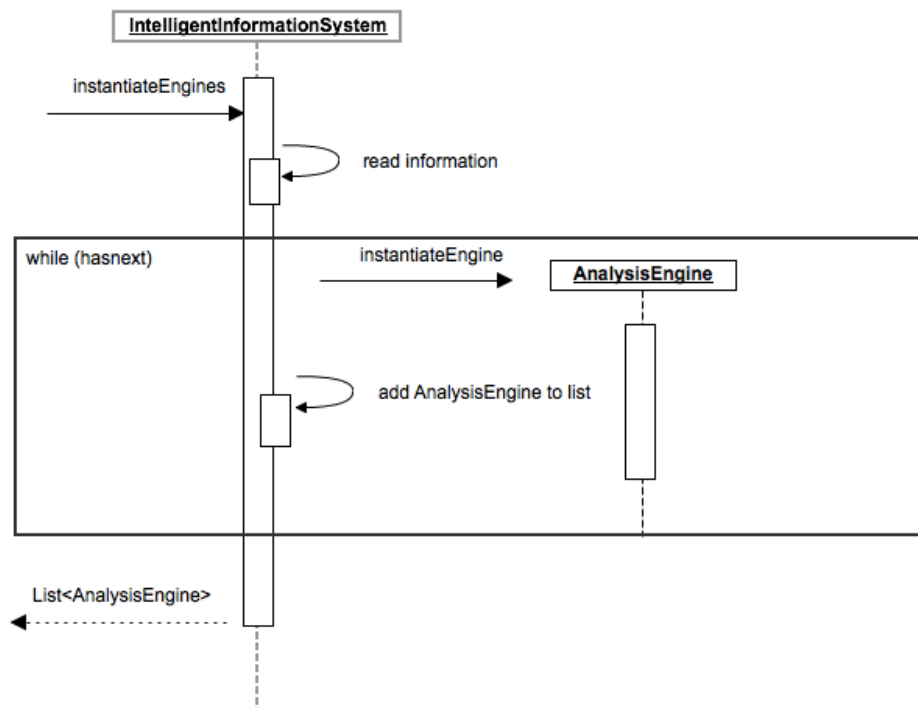 IntelligentInformationSystem
instantiateEngines
read information
while (hasnext)
instantiateEngine
AnalysisEngine
add AnalysisEngine to list
List<AnalysisEngine>